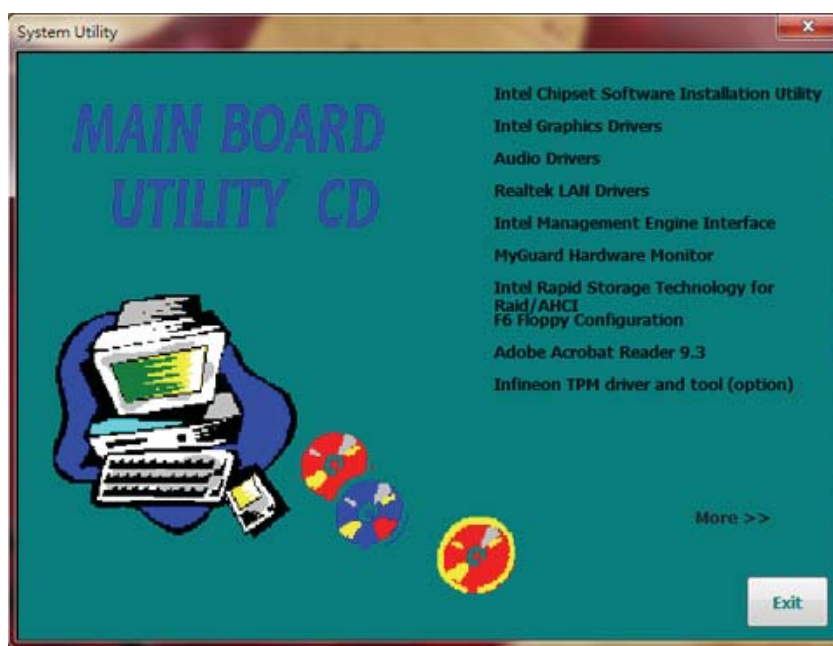 System Utility
MAIN BOARD
UTILITY CD
Intel Chipset Software Installation Utility
Intel Graphics Drivers
Audio Drivers
Realtek LAN Drivers
Intel Management Engine Interface
MyGuard Hardware Monitor
Intel Rapid Storage Technology for
Raid/AHCI
F6 Floppy Configuration
Adobe Acrobat Reader 9.3
Infineon TPM driver and tool (option)
More >>
Exit